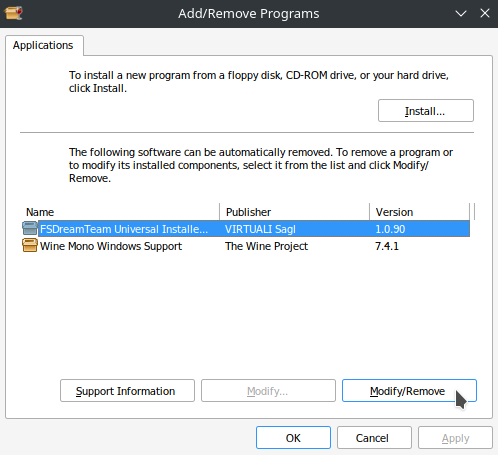 Add/Remove Programs
Applications
To install a new program from a floppy disk, CD-ROM drive, or your hard drive,
click Install.
Install...
The following software can be automatically removed. To remove a program or
to modify its installed components, select it from the list and click Modify/
Remove.
Name Publisher Version
FSDreamTeam Universal Installe... VIRTUALI Sagl 1.0.90
Wine Mono Windows Support The Wine Project 7.4.1
Support Information Modify... Modify/Remove
OK Cancel Apply